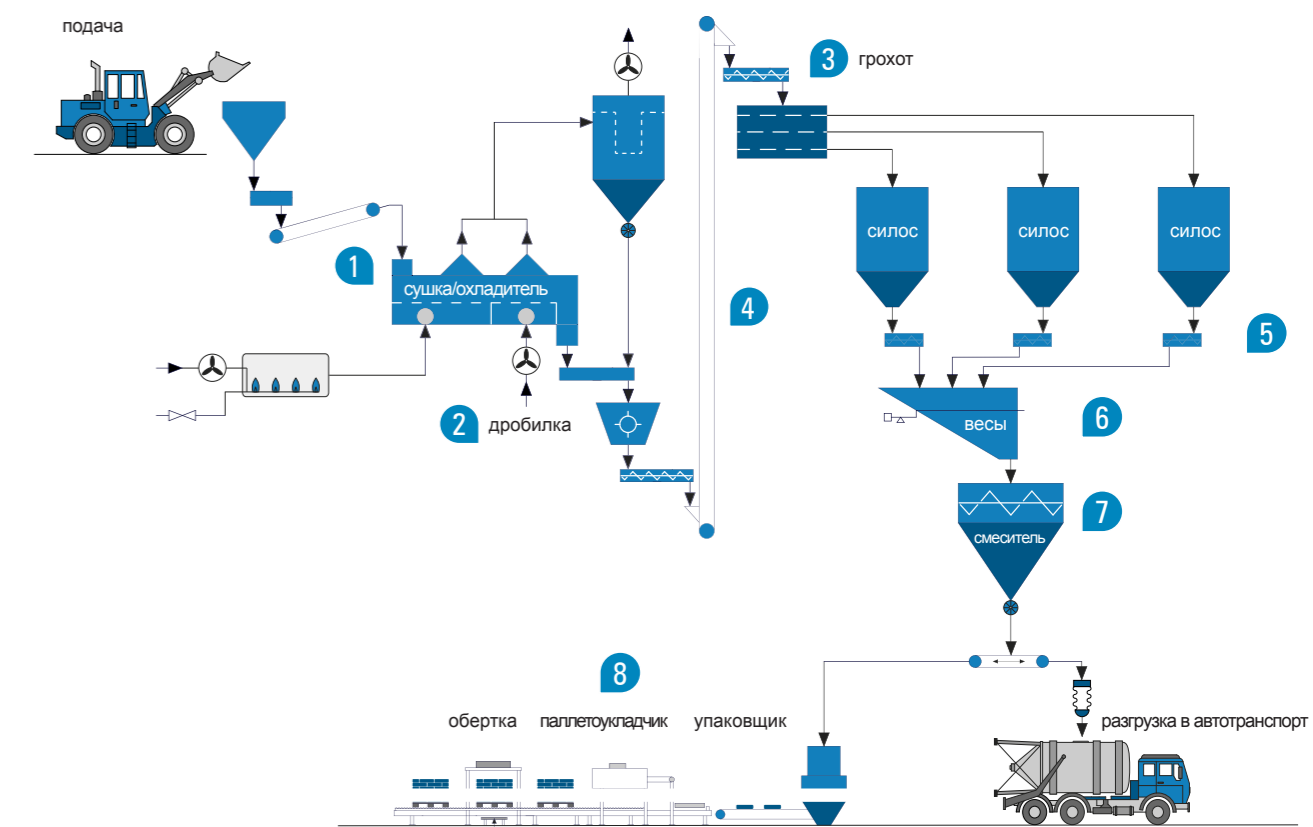 подача
3 грохот
1
сушка/охладитель
силос
силос
силос
4
5
2 дробилка
весы
6
7
смеситель
8
обертка паллетоукладчик упаковщик
разгрузка в автотранспорт